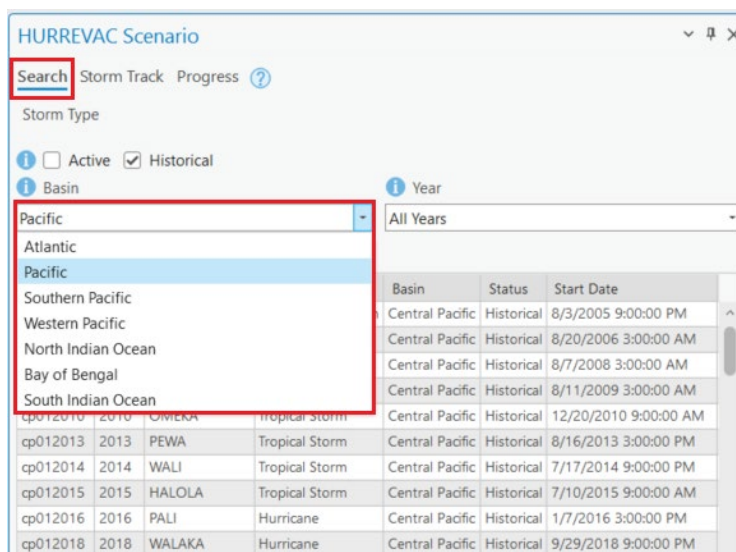 HURREVAC Scenario
Search Storm Track Progress ?
Storm Type
Active Historical
Basin Year
Pacific All Years
Atlantic
Pacific
Southern Pacific
Western Pacific
North Indian Ocean
Bay of Bengal
South Indian Ocean
Basin Status Start Date
Central Pacific Historical 8/3/2005 9:00:00 PM
Central Pacific Historical 8/20/2006 3:00:00 AM
Central Pacific Historical 8/7/2008 3:00:00 AM
Central Pacific Historical 8/11/2009 3:00:00 AM
cp012010 2010 OMEKA Tropical Storm Central Pacific Historical 12/20/2010 9:00:00 AM
cp012013 2013 PEWA Tropical Storm Central Pacific Historical 8/16/2013 3:00:00 PM
cp012014 2014 WALI Tropical Storm Central Pacific Historical 7/17/2014 9:00:00 PM
cp012015 2015 HALOLA Tropical Storm Central Pacific Historical 7/10/2015 9:00:00 AM
cp012016 2016 PALI Hurricane Central Pacific Historical 1/7/2016 3:00:00 PM
cp012018 2018 WALAKA Hurricane Central Pacific Historical 9/29/2018 9:00:00 PM